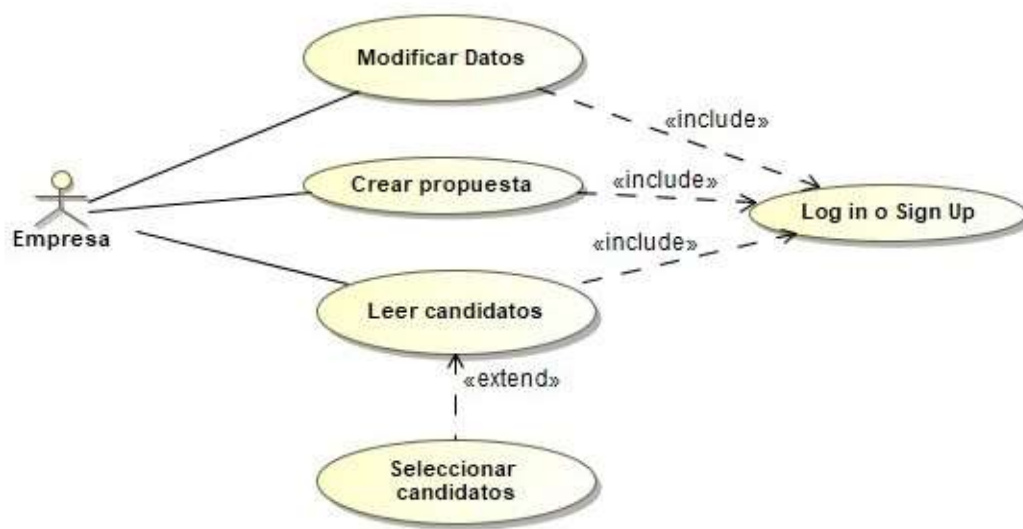 Modificar Datos
«include»
Crear propuesta
«include»
Log in o Sign Up
Empresa
«include»
Leer candidatos
«extend»
Seleccionar
candidatos